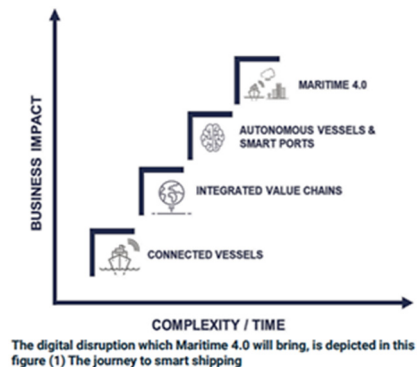 MARITIME 4.0
AUTONOMOUS VESSELS &
SMART PORTS
INTEGRATED VALUE CHAINS
CONNECTED VESSELS
BUSINESS IMPACT
COMPLEXITY / TIME
The digital disruption which Maritime 4.0 will bring, is depicted in this
figure (1) The journey to smart shipping